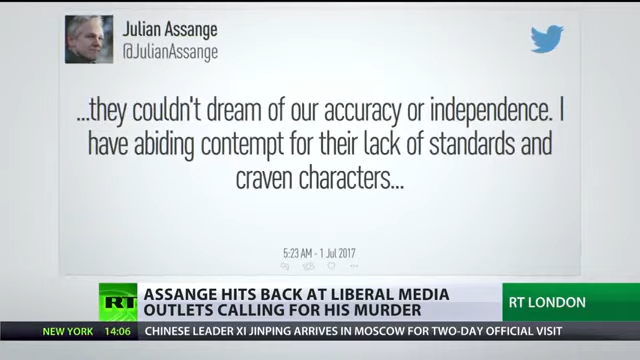 Julian Assange
@JulianAssange
...they couldn't dream of our accuracy or independence. I
have abiding contempt for their lack of standards and
craven characters...
5:23 AM - 1 Jul 2017
RT
ASSANGE HITS BACK AT LIBERAL MEDIA
OUTLETS CALLING FOR HIS MURDER
RT LONDON
NEW YORK 14:06 CHINESE LEADER XI JINPING ARRIVES IN MOSCOW FOR TWO-DAY OFFICIAL VISIT